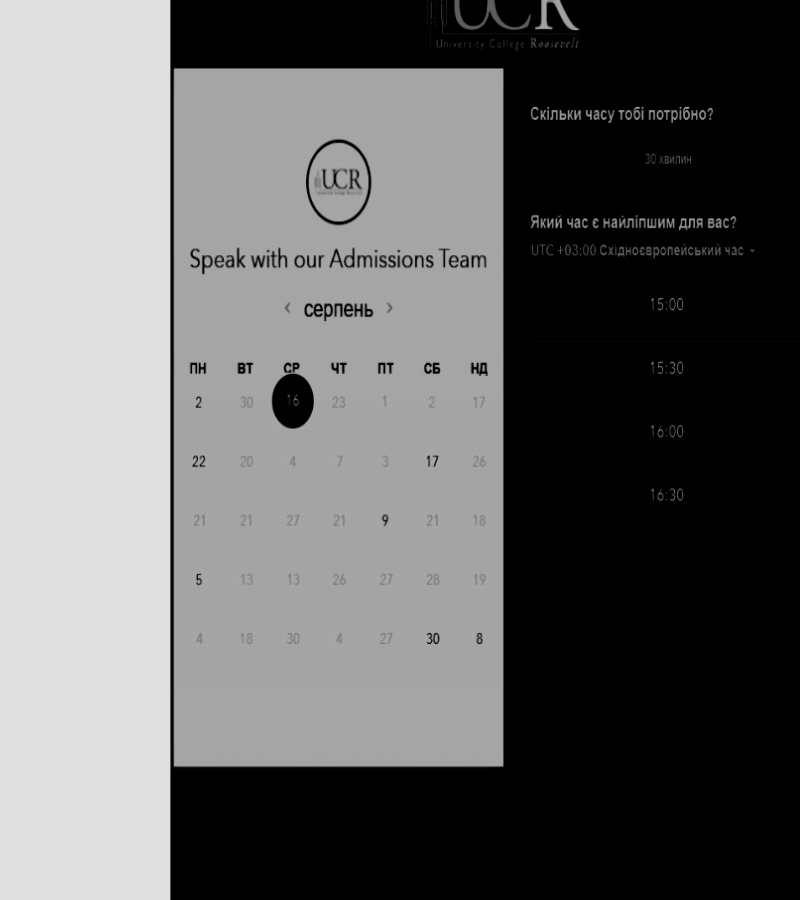 UCR
University College Roosevelt
UCR
Speak with our Admissions Team
‹ серпень ›
ПН ВТ СР ЧТ ПТ СБ НД
2 30 16 23 1 2 17
22 20 4 7 3 17 26
21 21 27 21 9 21 18
5 13 13 26 27 28 19
4 18 30 4 27 30 8
Скільки часу тобі потрібно?
30 хвилин
Який час є найліпшим для вас?
UTC +03:00 Східноєвропейський час
15:00
15:30
16:00
16:30